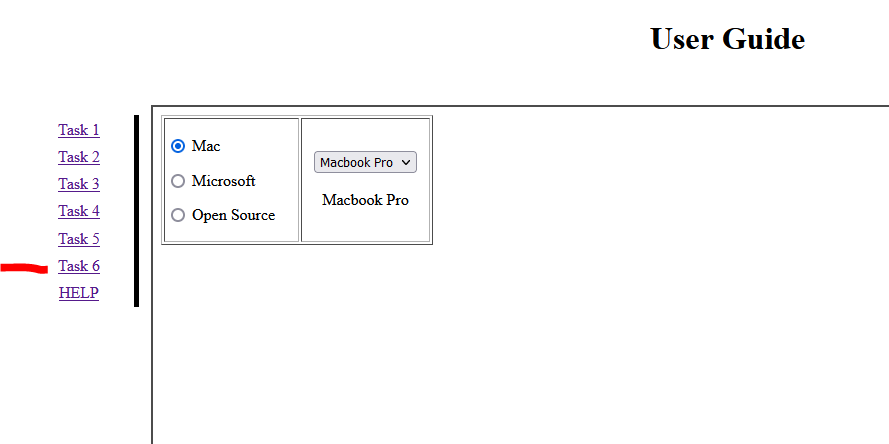 User Guide
Task 1
Task 2
Task 3
Task 4
Task 5
Task 6
HELP
Mac
Microsoft
Open Source
Macbook Pro
Macbook Pro